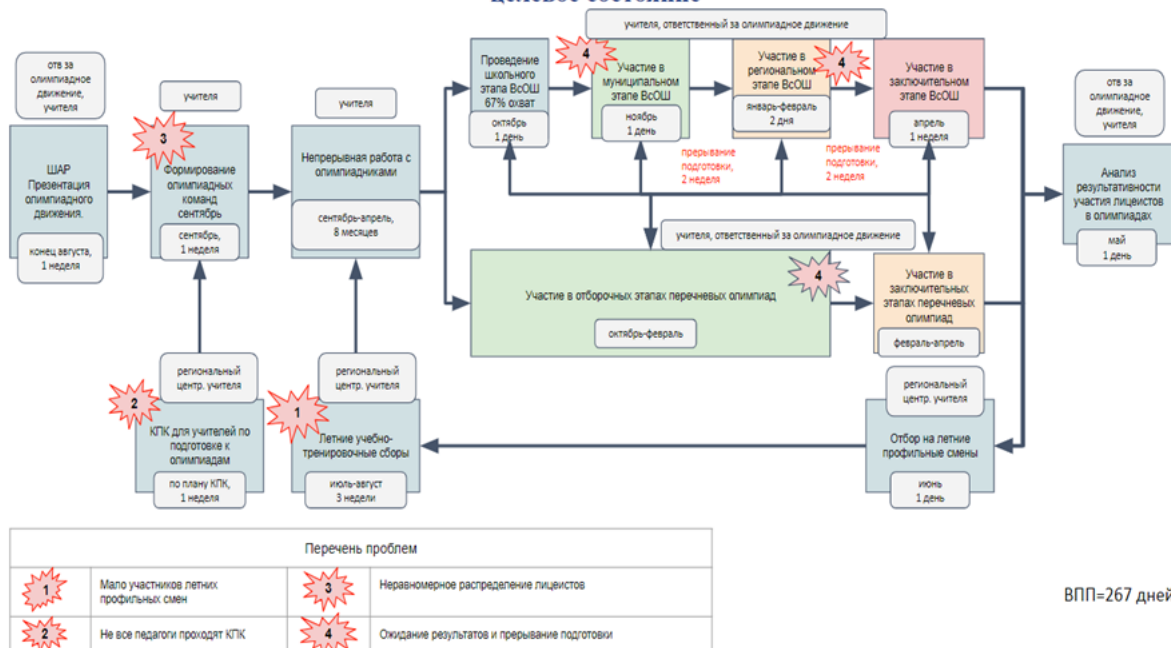 целевое состояние
учителя, ответственный за олимпиадное движение
отв за
олимпиадное
движение,
учителя
ШАР
Презентация
олимпиадного
движения.
конец августа,
1 неделя
учителя
3
Формирование
олимпиадных
команд
сентябрь
сентябрь,
1 неделя
учителя
Непрерывная работа с
олимпиадниками
сентябрь-апрель,
8 месяцев
Проведение
школьного
этапа ВсОШ
67% охват
октябрь
1 день
4
Участие в
муниципальном
этапе ВсОШ
ноябрь
1 день
Участие в
региональном
этапе ВсОШ
январь-февраль
2 дня
4
Участие в
заключительном
этапе ВсОШ
апрель
1 неделя
прерывание
подготовки,
2 неделя
прерывание
подготовки,
2 неделя
отв за
олимпиадное
движение,
учителя
Анализ
результативности
участия лицеистов
в олимпиадах
май
1 день
учителя, ответственный за олимпиадное движение
4
Участие в отборочных этапах перечневых олимпиад
октябрь-февраль
Участие в
заключительных
этапах перечневых
олимпиад
февраль-апрель
региональный
центр. учителя
2
КПК для учителей по
подготовке к
олимпиадам
по плану КПК,
1 неделя
региональный
центр. учителя
1
Летние учебно-
тренировочные сборы
июль-август
3 недели
региональный
центр. учителя
Отбор на летние
профильные смены
июнь
1 день
Перечень проблем
1
Мало участников летних
профильных смен
3
Неравномерное распределение лицеистов
2
Не все педагоги проходят КПК
4
Ожидание результатов и прерывание подготовки
ВПП=267 дней